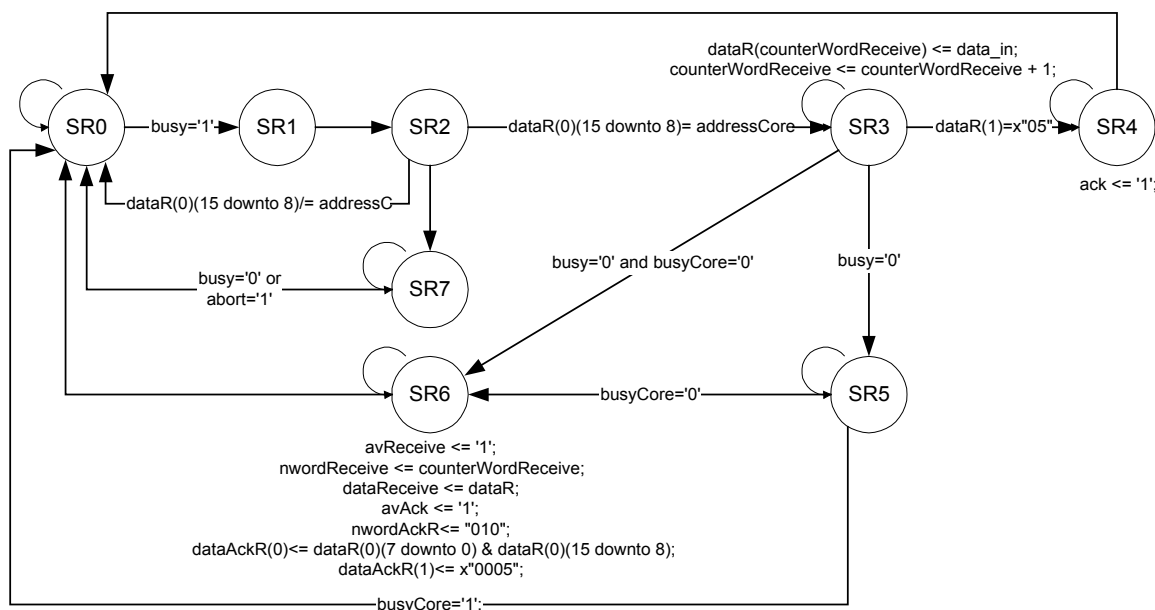 dataR(counterWordReceive) <= data_in;
counterWordReceive <= counterWordReceive + 1;
SR0
busy='1'
SR1
SR2
dataR(0)(15 downto 8)= addressCore
SR3
dataR(1)=x"05"
SR4
ack <= '1';
dataR(0)(15 downto 8)/= addressC
busy='0' or
abort='1'
SR7
busy='0' and busyCore='0'
busy='0'
SR6
busyCore='0'
SR5
avReceive <= '1';
nwordReceive <= counterWordReceive;
dataReceive <= dataR;
avAck <= '1';
nwordAckR<= "010";
dataAckR(0)<= dataR(0)(7 downto 0) & dataR(0)(15 downto 8);
dataAckR(1)<= x"0005";
busyCore='1';